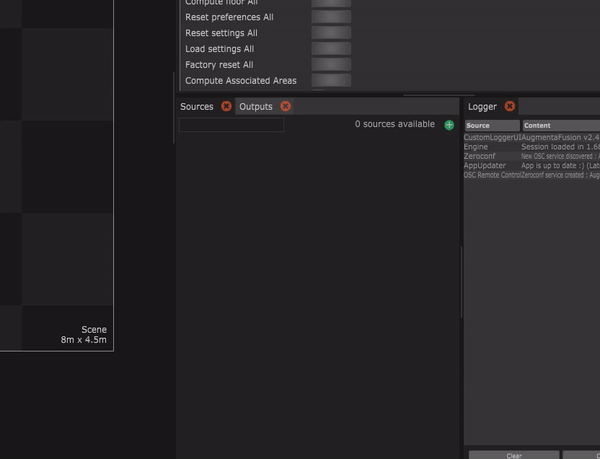 Compute floor All
Reset preferences All
Reset settings All
Load settings All
Factory reset All
Compute Associated Areas
Sources
Outputs
0 sources available
Scene
8m x 4.5m
Logger
Source Content
CustomLoggerUI AugmentaFusion v2.4
Engine Session loaded in 1.68
Zeroconf New OSC service discovered : A
AppUpdater App is up to date :) (Lat
OSC Remote Control Zeroconf service created : Aug
Clear